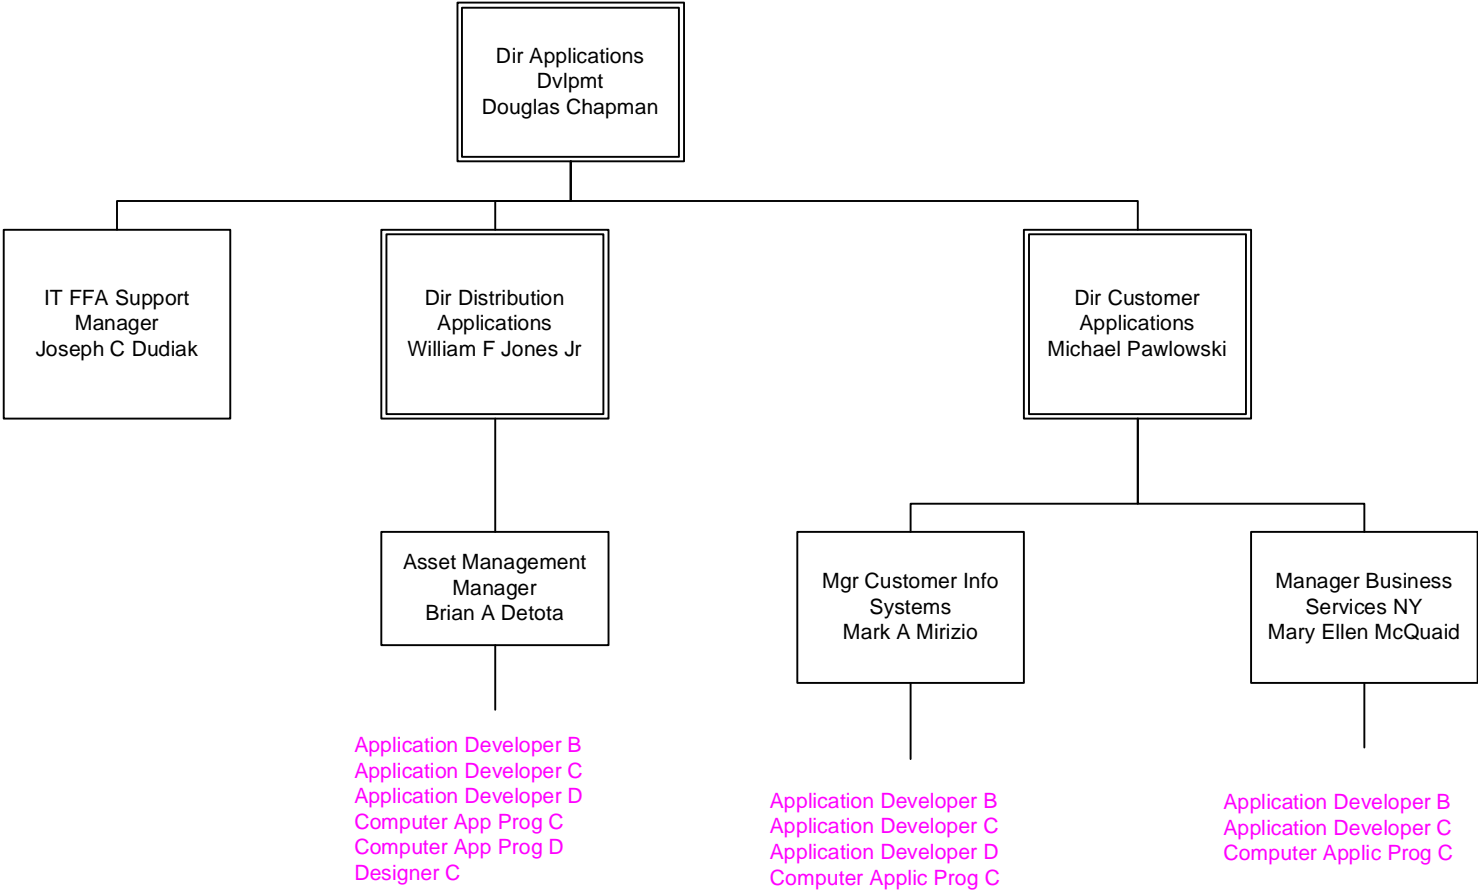 Dir Applications
Dvlpmt
Douglas Chapman
IT FFA Support
Manager
Joseph C Dudiak
Dir Distribution
Applications
William F Jones Jr
Dir Customer
Applications
Michael Pawlowski
Asset Management
Manager
Brian A Detota
Mgr Customer Info
Systems
Mark A Mirizio
Manager Business
Services NY
Mary Ellen McQuaid
Application Developer B
Application Developer C
Application Developer D
Computer App Prog C
Computer App Prog D
Designer C
Application Developer B
Application Developer C
Application Developer D
Computer Applic Prog C
Application Developer B
Application Developer C
Computer Applic Prog C